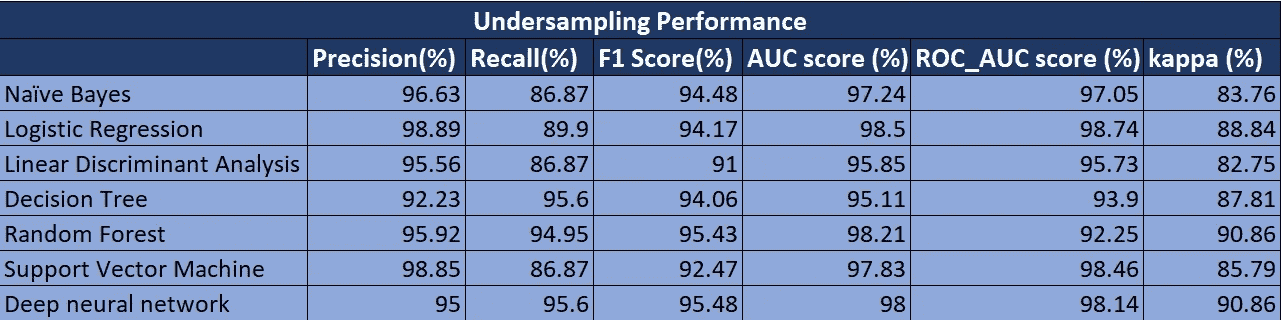 Undersampling Performance
Precision(%) Recall(%) F1 Score(%) AUC score (%) ROC_AUC score (%) kappa (%)
Naïve Bayes 96.63 86.87 94.48 97.24 97.05 83.76
Logistic Regression 98.89 89.9 94.17 98.5 98.74 88.84
Linear Discriminant Analysis 95.56 86.87 91 95.85 95.73 82.75
Decision Tree 92.23 95.6 94.06 95.11 93.9 87.81
Random Forest 95.92 94.95 95.43 98.21 92.25 90.86
Support Vector Machine 98.85 86.87 92.47 97.83 98.46 85.79
Deep neural network 95 95.6 95.48 98 98.14 90.86